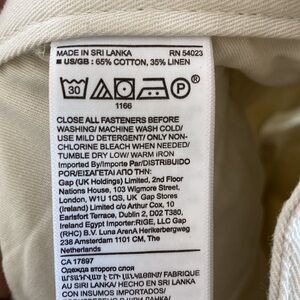 MADE IN SRI LANKA RN 54023
■ US/GB : 65% COTTON, 35% LINEN
30
P
1166
CLOSE ALL FASTENERS BEFORE
WASHING/ MACHINE WASH COLD/
USE MILD DETERGENT/ ONLY NON-
CHLORINE BLEACH WHEN NEEDED/
TUMBLE DRY LOW/ WARM IRON
Imported By/Importe Par/DISTRIBUIDO
POR/ΕΙΣΑΓΕΤΑΙ ΑΠΟ ΤΗΝ:
Gap (UK Holdings) Limited, 2nd Floor
Nations House, 103 Wigmore Street,
London, W1U 1QS, UK Gap Stores
(Ireland) Limited c/o Arthur Cox, 10
Earlsfort Terrace, Dublin 2, D02 T380,
Ireland Egypt Importer:RIGE, LLC Gap
(RHC) B.V. Luna ArenA Herikerbergweg
238 Amsterdam 1101 CM, The
Netherlands
CA 17897
Одежда второго слоя
FABRIQUE
AU SRI LANKA/ HECHO EN SRI LANKA
CON INSUMOS IMPORTADOS/